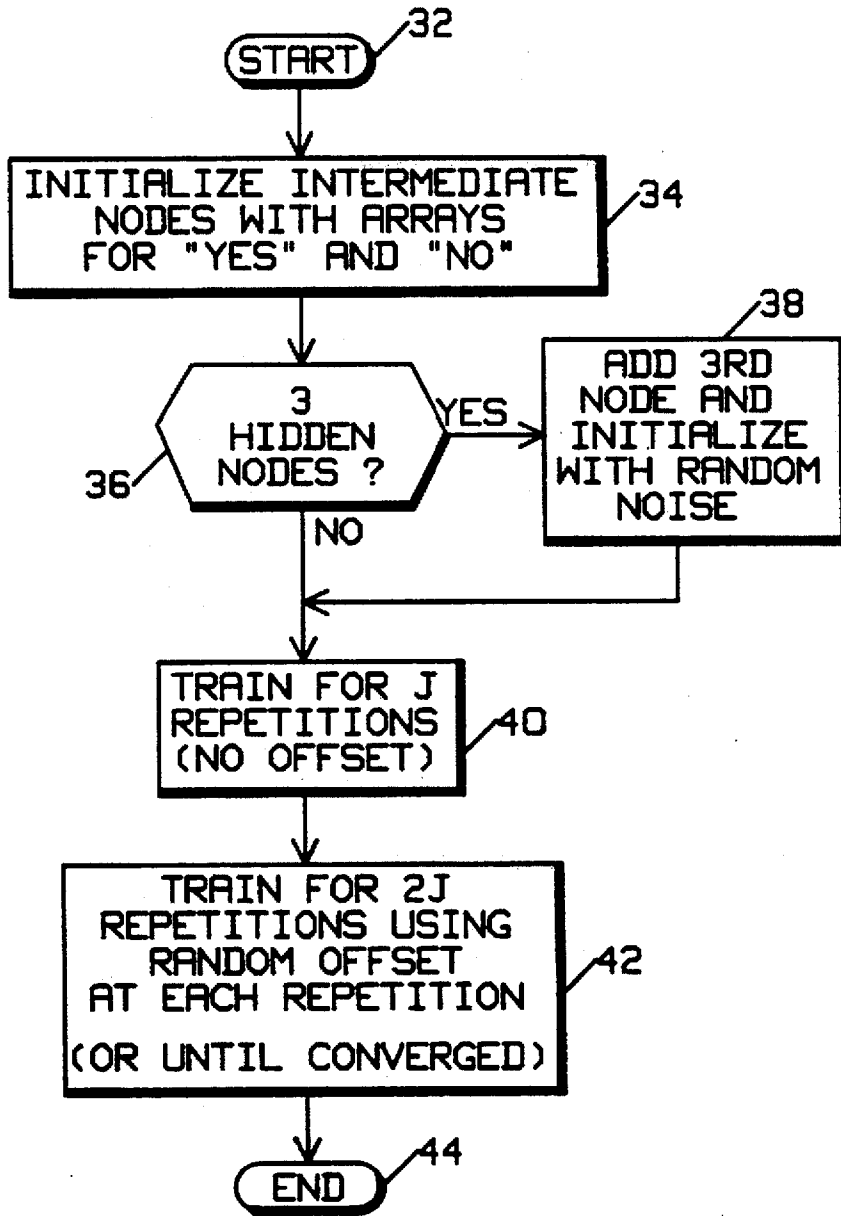 32
START
INITIALIZE INTERMEDIATE
NODES WITH ARRAYS
FOR "YES" AND "NO"
34
3
HIDDEN
NODES ?
36
YES
NO
38
ADD 3RD
NODE AND
INITIALIZE
WITH RANDOM
NOISE
TRAIN FOR J
REPETITIONS
(NO OFFSET)
40
TRAIN FOR 2J
REPETITIONS USING
RANDOM OFFSET
AT EACH REPETITION
(OR UNTIL CONVERGED)
42
END
44